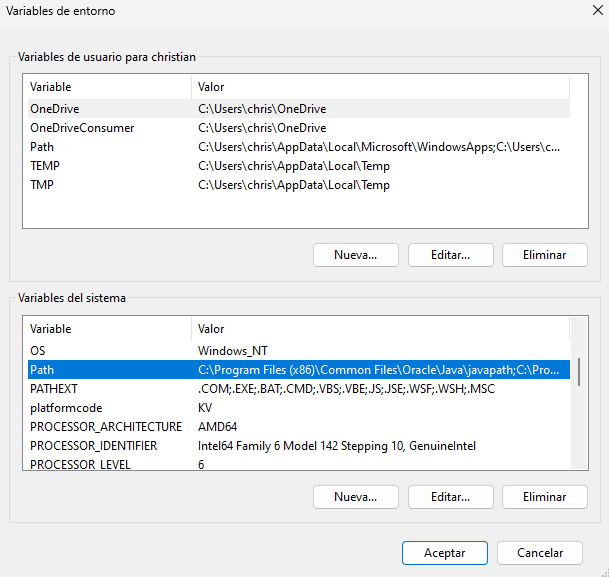 Variables de entorno
Variables de usuario para christian
Variable Valor
OneDrive C:\Users\chris\OneDrive
OneDriveConsumer C:\Users\chris\OneDrive
Path C:\Users\chris\AppData\Local\Microsoft\WindowsApps;C:\Users\c...
TEMP C:\Users\chris\AppData\Local\Temp
TMP C:\Users\chris\AppData\Local\Temp
Nueva... Editar... Eliminar
Variables del sistema
Variable Valor
OS Windows_NT
Path C:\Program Files (x86)\Common Files\Oracle\Java\javapath;C:\Pro...
PATHEXT .COM;.EXE;.BAT;.CMD;.VBS;.VBE;.JS;.JSE;.WSF;.WSH;.MSC
platformcode KV
PROCESSOR_ARCHITECTURE AMD64
PROCESSOR_IDENTIFIER Intel64 Family 6 Model 142 Stepping 10, GenuineIntel
PROCESSOR_LEVEL 6
Nueva... Editar... Eliminar
Aceptar Cancelar